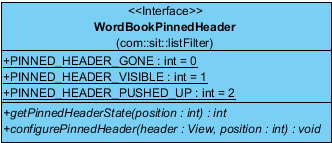 <<Interface>>
WordBookPinnedHeader
(com::sit::listFilter)
+PINNED_HEADER_GONE : int = 0
+PINNED_HEADER_VISIBLE : int = 1
+PINNED_HEADER_PUSHED_UP : int = 2
+getPinnedHeaderState(position : int) : int
+configurePinnedHeader(header : View, position : int) : void